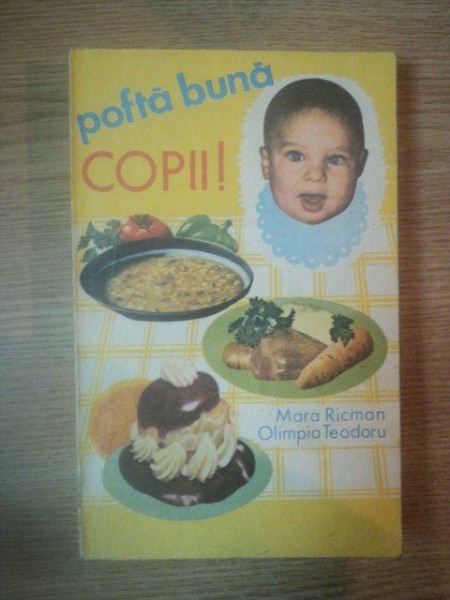 poftă bună
COPII!
Mara Ricman
Olimpia Teodoru